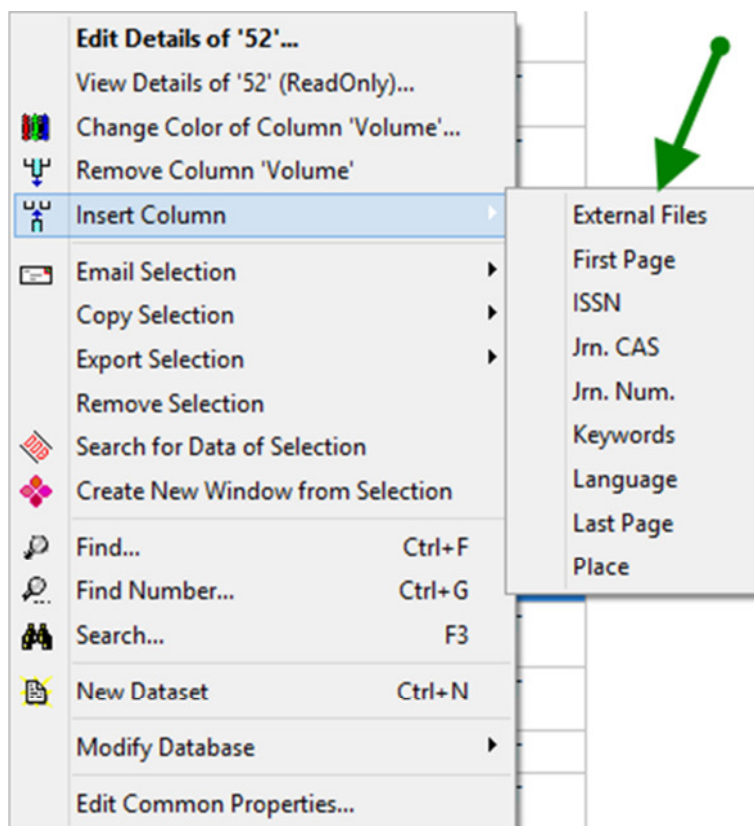 Edit Details of '52'...
View Details of '52' (ReadOnly)...
Change Color of Column 'Volume'...
Remove Column 'Volume'
Insert Column
Email Selection
Copy Selection
Export Selection
Remove Selection
Search for Data of Selection
Create New Window from Selection
Find... Ctrl+F
Find Number... Ctrl+G
Search... F3
New Dataset Ctrl+N
Modify Database
Edit Common Properties...
External Files
First Page
ISSN
Jrn. CAS
Jrn. Num.
Keywords
Language
Last Page
Place